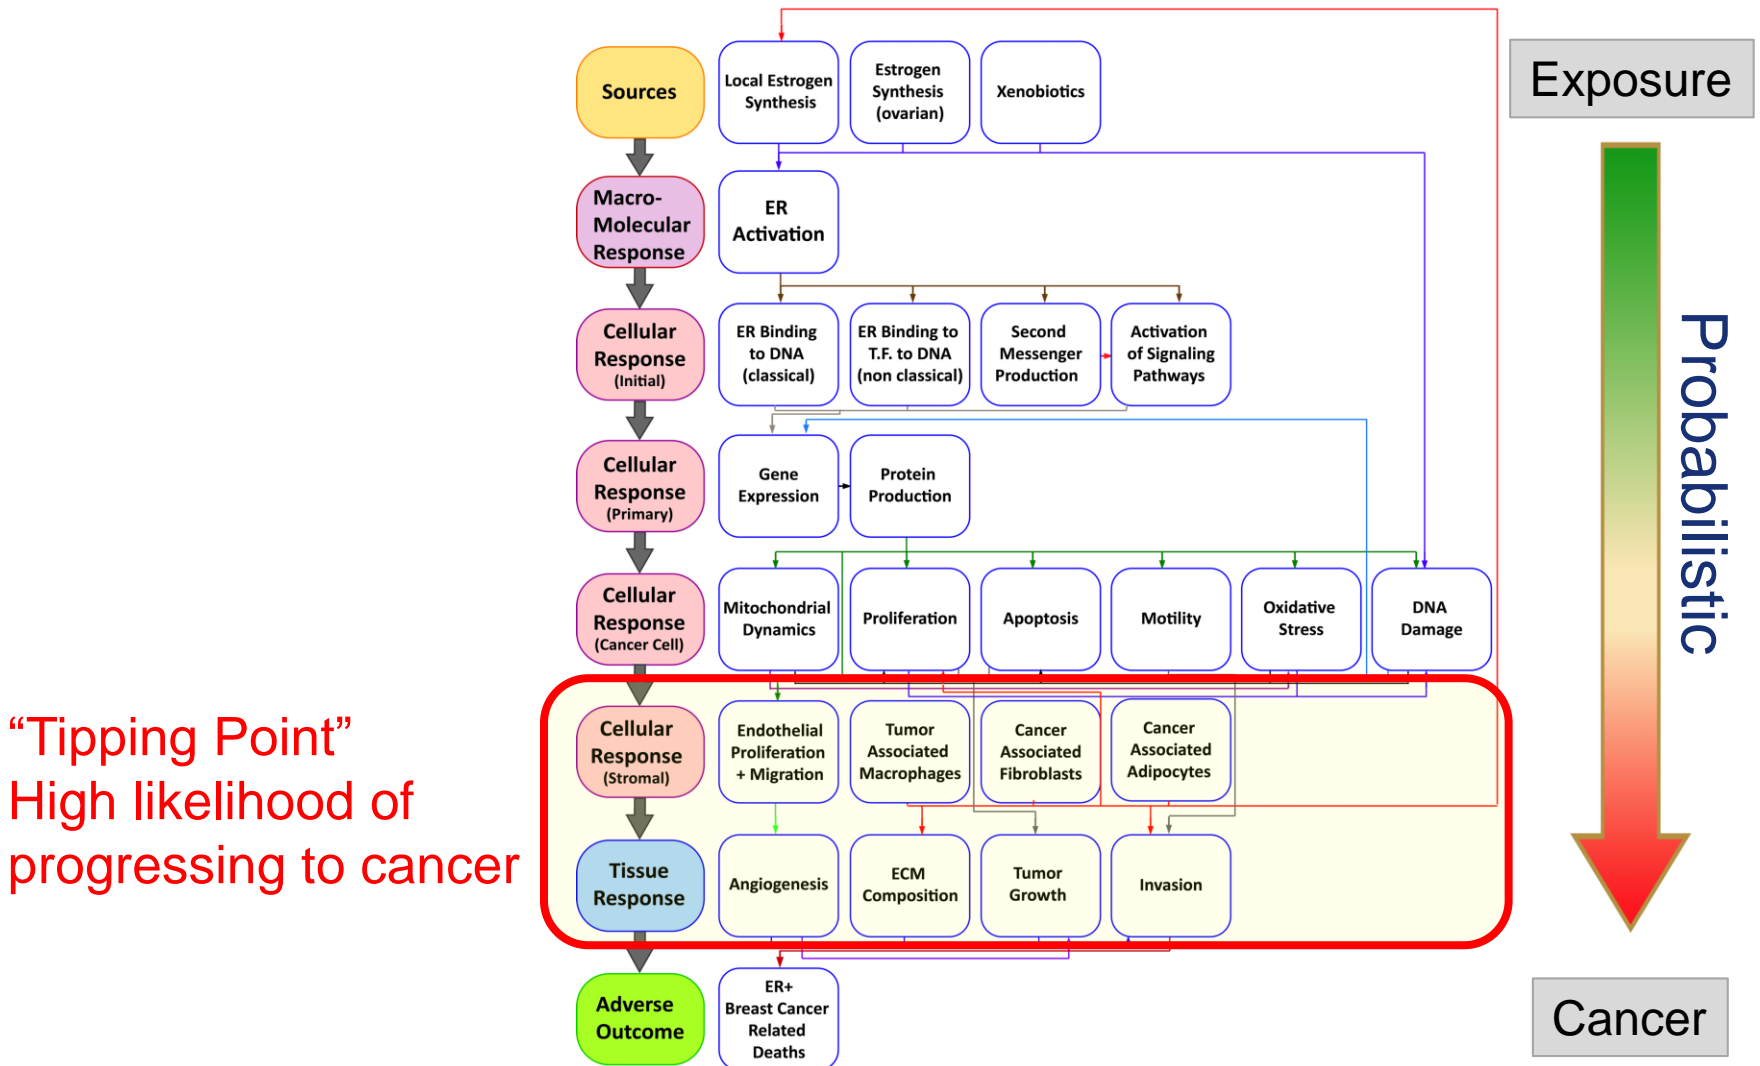 Sources
Local Estrogen
Synthesis
Estrogen
Synthesis
(ovarian)
Xenobiotics
Exposure
Macro-
Molecular
Response
ER
Activation
Cellular
Response
(Initial)
ER Binding
to DNA
(classical)
ER Binding to
T.F. to DNA
(non classical)
Second
Messenger
Production
Activation
of Signaling
Pathways
Probabilistic
Cellular
Response
(Primary)
Gene
Expression
Protein
Production
Cellular
Response
(Cancer Cell)
Mitochondrial
Dynamics
Proliferation
Apoptosis
Motility
Oxidative
Stress
DNA
Damage
“Tipping Point”
High likelihood of
progressing to cancer
Cellular
Response
(Stromal)
Endothelial
Proliferation
+ Migration
Tumor
Associated
Macrophages
Cancer
Associated
Fibroblasts
Cancer
Associated
Adipocytes
Tissue
Response
Angiogenesis
ECM
Composition
Tumor
Growth
Invasion
Adverse
Outcome
ER+
Breast Cancer
Related
Deaths
Cancer